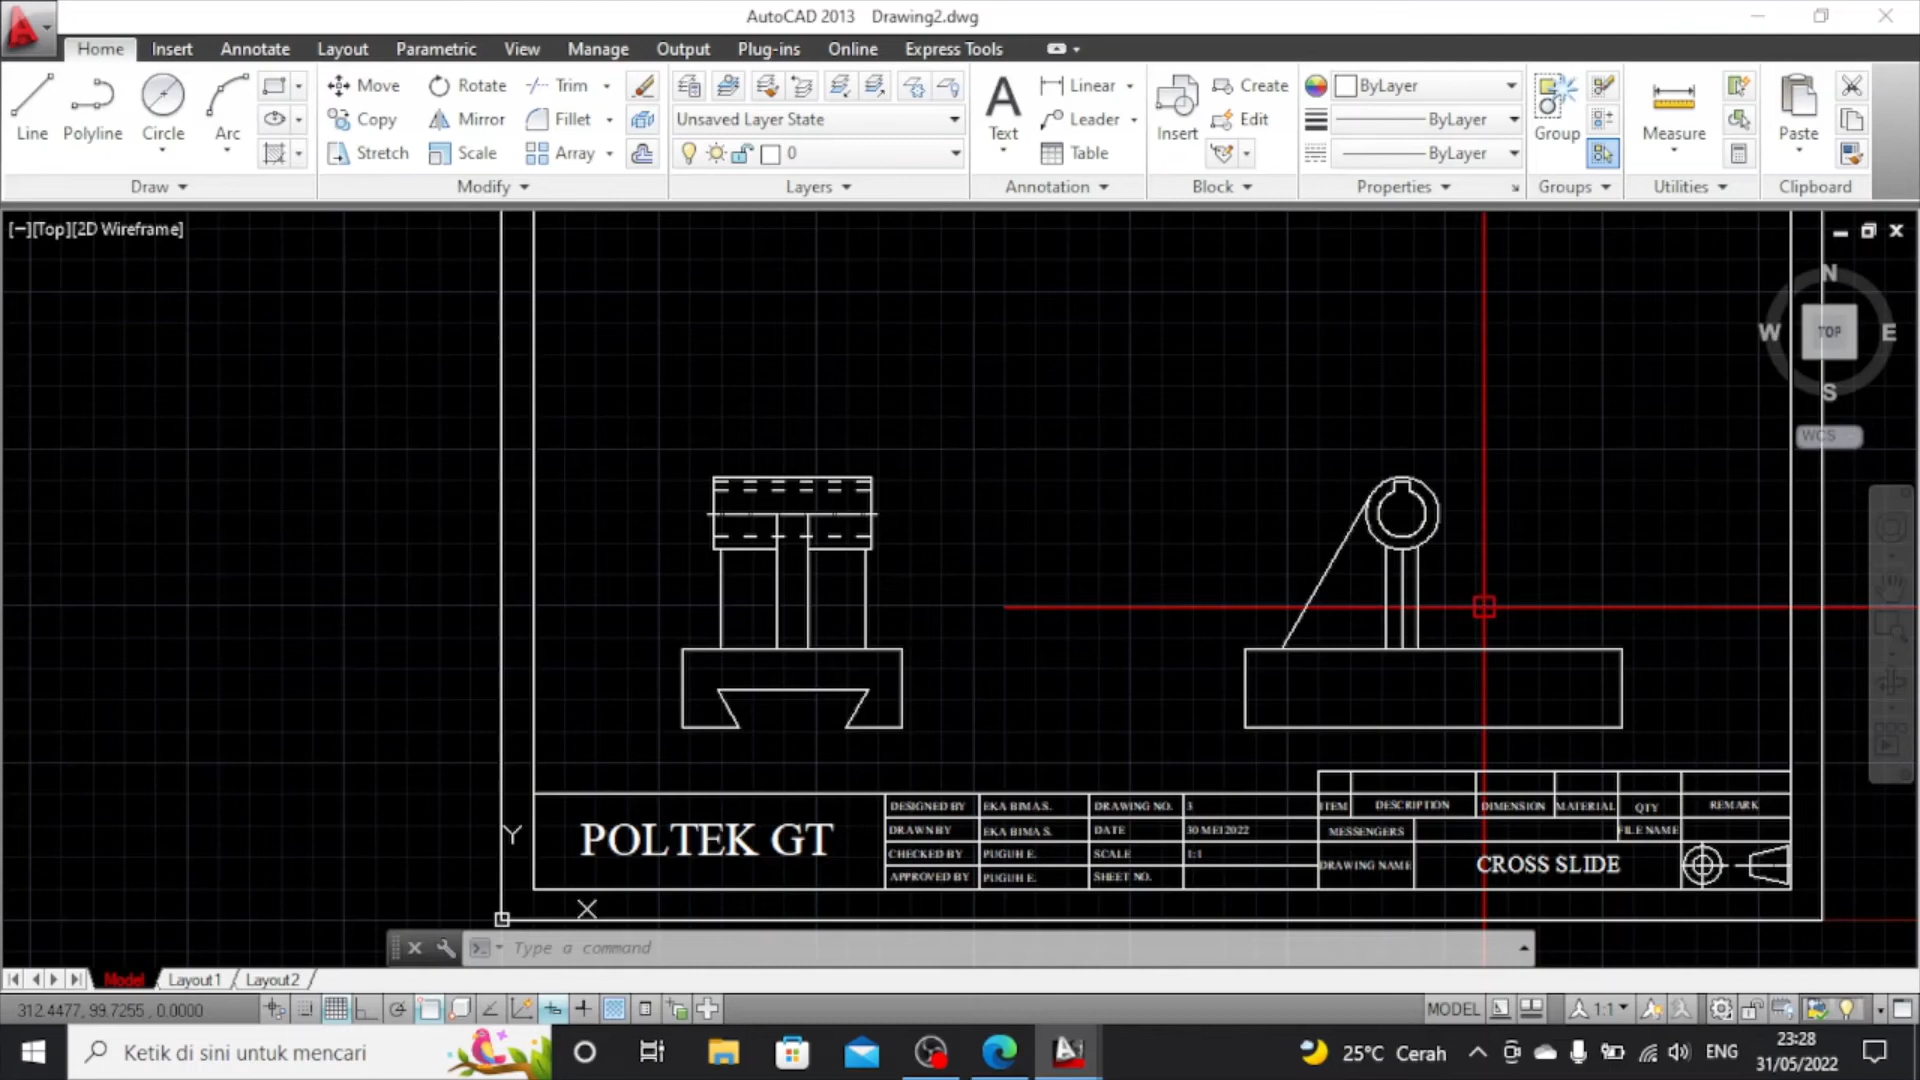 AutoCAD 2013 Drawing2.dwg
Home Insert Annotate Layout Parametric View Manage Output Plug-ins Online Express Tools
Line Polyline Circle Arc
Move Rotate Trim
Copy Mirror Fillet
Stretch Scale Array
Unsaved Layer State
0
Text
Linear
Leader
Table
Insert
Create
Edit
ByLayer
ByLayer
ByLayer
Group
Measure
Paste
Draw Modify Layers Annotation Block Properties Groups Utilities Clipboard
[−][Top][2D Wireframe]
N
W TOP E
S
WCS
ITEM DESCRIPTION DIMENSION MATERIAL QTY REMARK
POLTEK GT
DESIGNED BY EKA BIMA S. DRAWING NO. 3
DRAWN BY EKA BIMA S. DATE 30 MEI 2022
CHECKED BY PUGUH E. SCALE 1:1
APPROVED BY PUGUH E. SHEET NO.
MESSENGERS FILE NAME
DRAWING NAME CROSS SLIDE
Y
X
Type a command
Model Layout1 Layout2
312.4477, 99.7255 , 0.0000
MODEL 1:1
Ketik di sini untuk mencari
25°C Cerah
ENG
23:28
31/05/2022